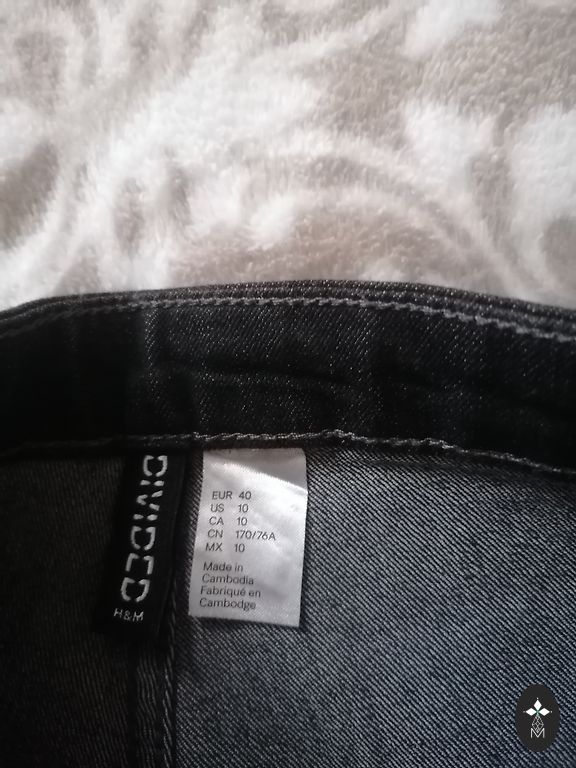 DIVIDED
H&M
EUR 40
US 10
CA 10
CN 170/76A
MX 10
Made in
Cambodia
Fabriqué en
Cambodge
M